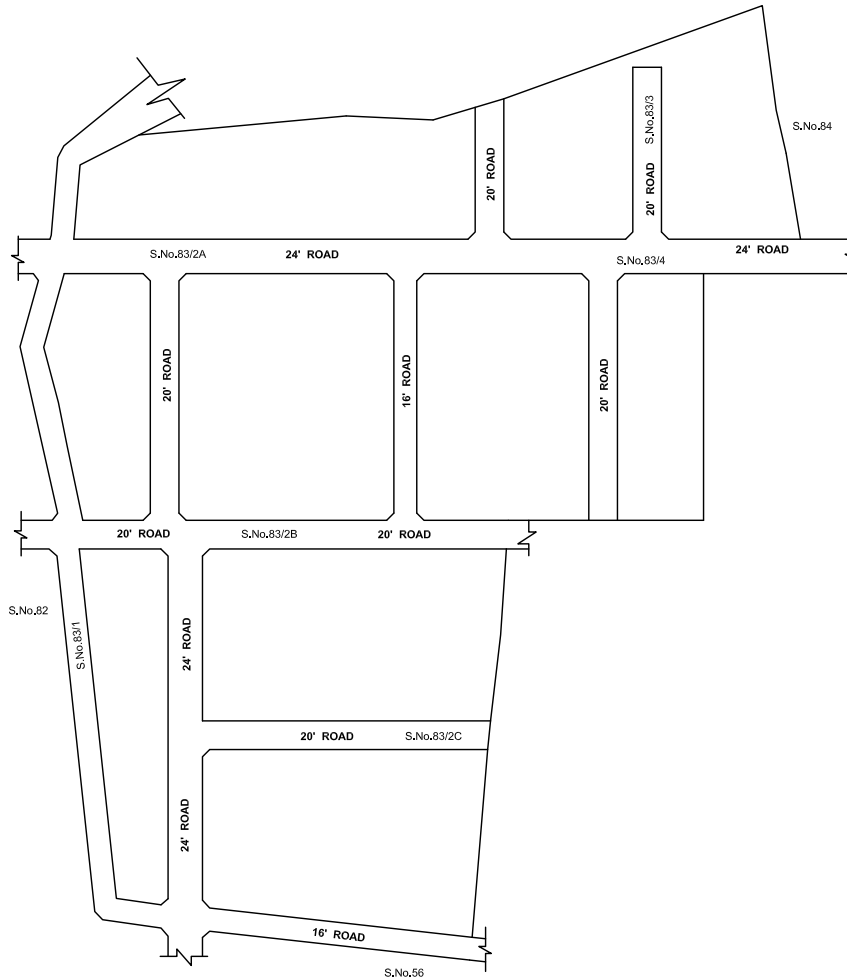 S.No.83/3
S.No.84
20' ROAD
20' ROAD
S.No.83/2A
24' ROAD
S.No.83/4
24' ROAD
20' ROAD
16' ROAD
20' ROAD
20' ROAD
S.No.83/2B
20' ROAD
S.No.82
S.No.83/1
24' ROAD
20' ROAD
S.No.83/2C
24' ROAD
16' ROAD
S.No.56